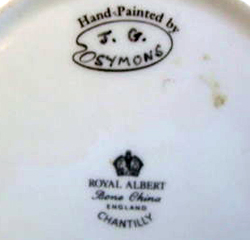 Hand-Painted by
J. G.
SYMONS
ROYAL ALBERT
Bone China
ENGLAND
CHANTILLY